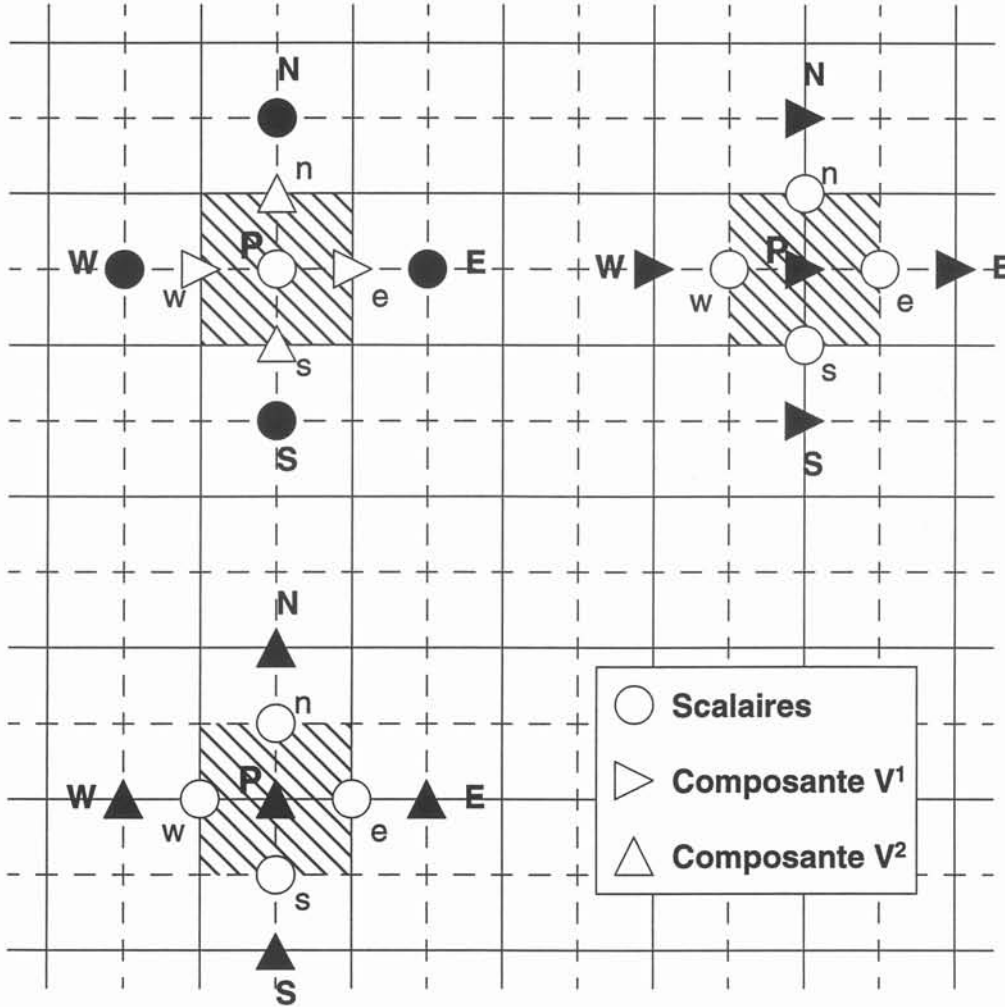 N N
n n
W P E W P E
w e w e
s s
S S
N
n
W P E
w e
s
S
Scalaires
Composante V¹
Composante V²